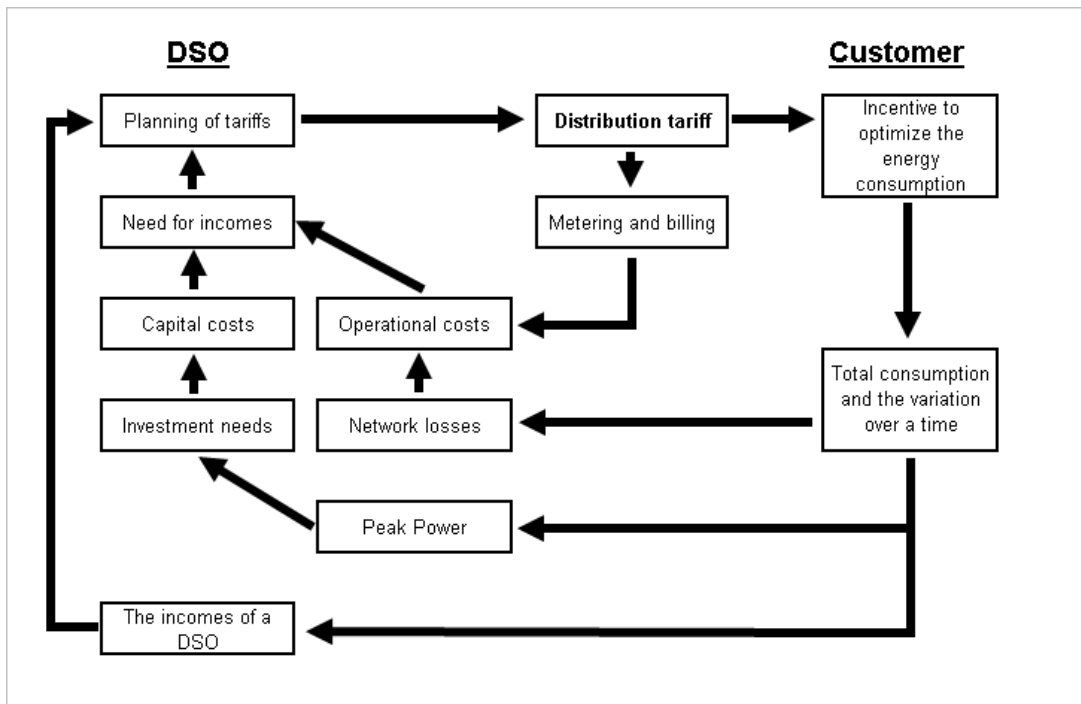 DSO
Customer
Planning of tariffs
Distribution tariff
Incentive to
optimize the
energy
consumption
Need for incomes
Metering and billing
Capital costs
Operational costs
Total consumption
and the variation
over a time
Investment needs
Network losses
Peak Power
The incomes of a
DSO